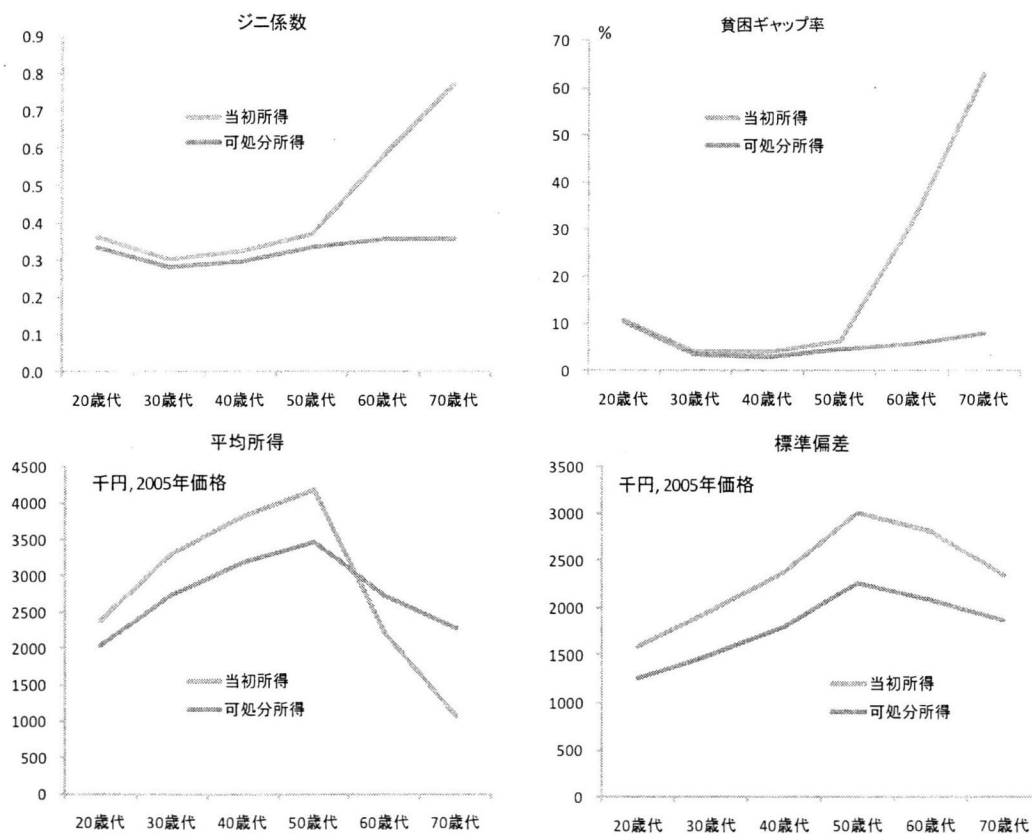 ジニ係数
0.9
0.8
0.7
0.6
0.5
0.4
0.3
0.2
0.1
0.0
当初所得
可処分所得
20歳代 30歳代 40歳代 50歳代 60歳代 70歳代
貧困ギャップ率
%
70
60
50
40
30
20
10
0
当初所得
可処分所得
20歳代 30歳代 40歳代 50歳代 60歳代 70歳代
平均所得
千円, 2005年価格
4500
4000
3500
3000
2500
2000
1500
1000
500
0
当初所得
可処分所得
20歳代 30歳代 40歳代 50歳代 60歳代 70歳代
標準偏差
千円, 2005年価格
3500
3000
2500
2000
1500
1000
500
0
当初所得
可処分所得
20歳代 30歳代 40歳代 50歳代 60歳代 70歳代